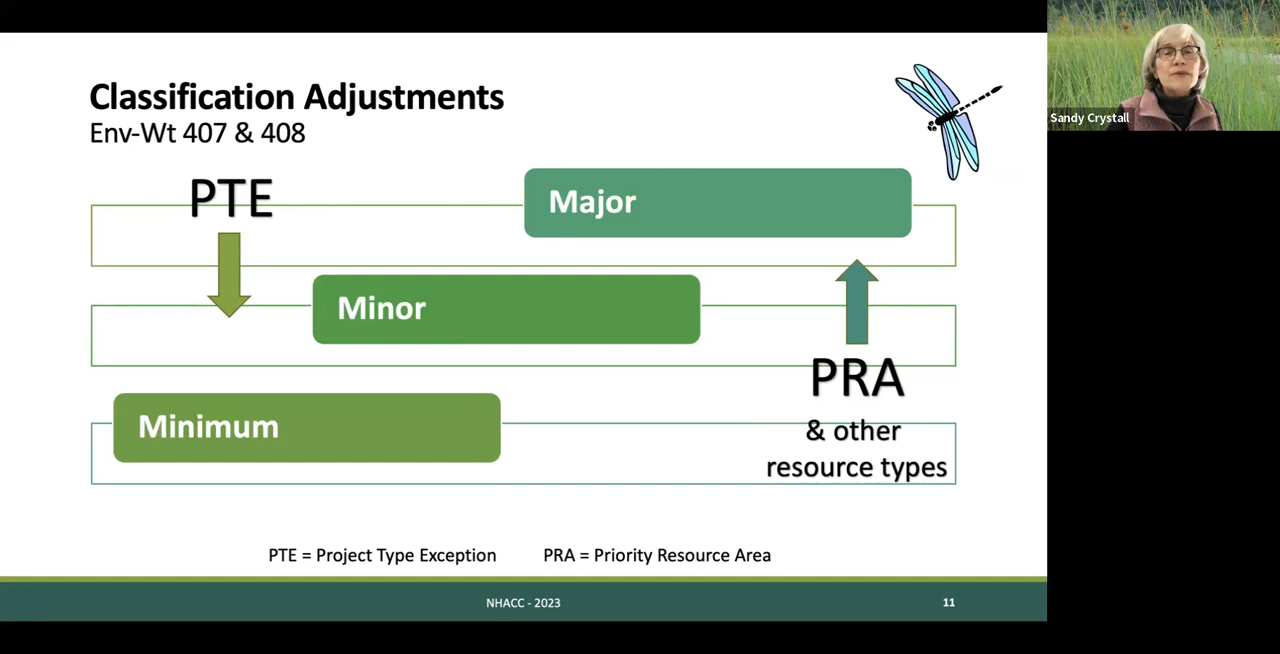 Classification Adjustments
Env-Wt 407 & 408
Sandy Crystall
PTE
Major
Minor
PRA
& other
resource types
Minimum
PTE = Project Type Exception
PRA = Priority Resource Area
NHACC - 2023
11